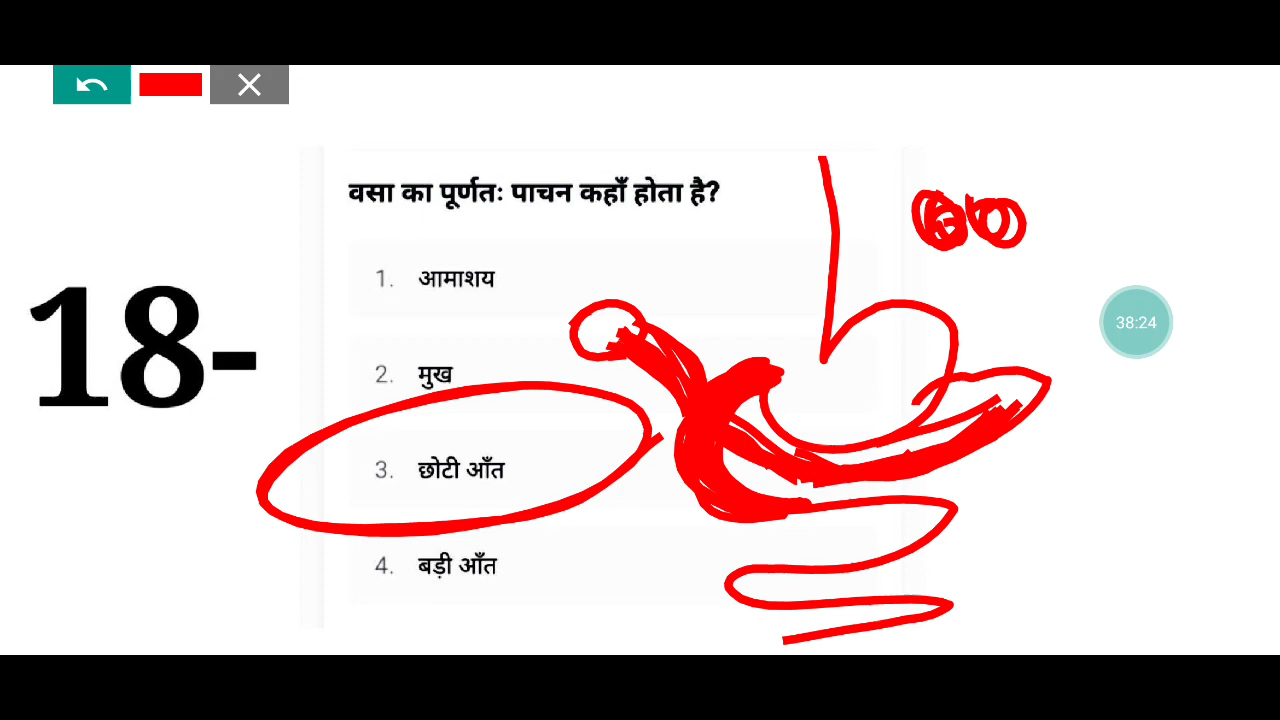 वसा का पूर्णतः पाचन कहाँ होता है?
18-
1. आमाशय
2. मुख
3. छोटी आँत
4. बड़ी आँत
38:24